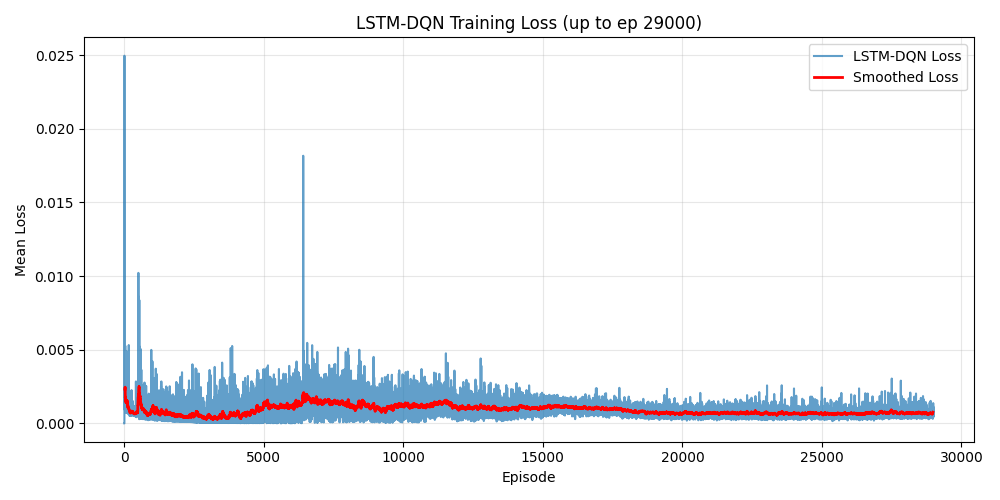 LSTM-DQN Training Loss (up to ep 29000)
LSTM-DQN Loss
Smoothed Loss
Mean Loss
0.025
0.020
0.015
0.010
0.005
0.000
0 5000 10000 15000 20000 25000 30000
Episode